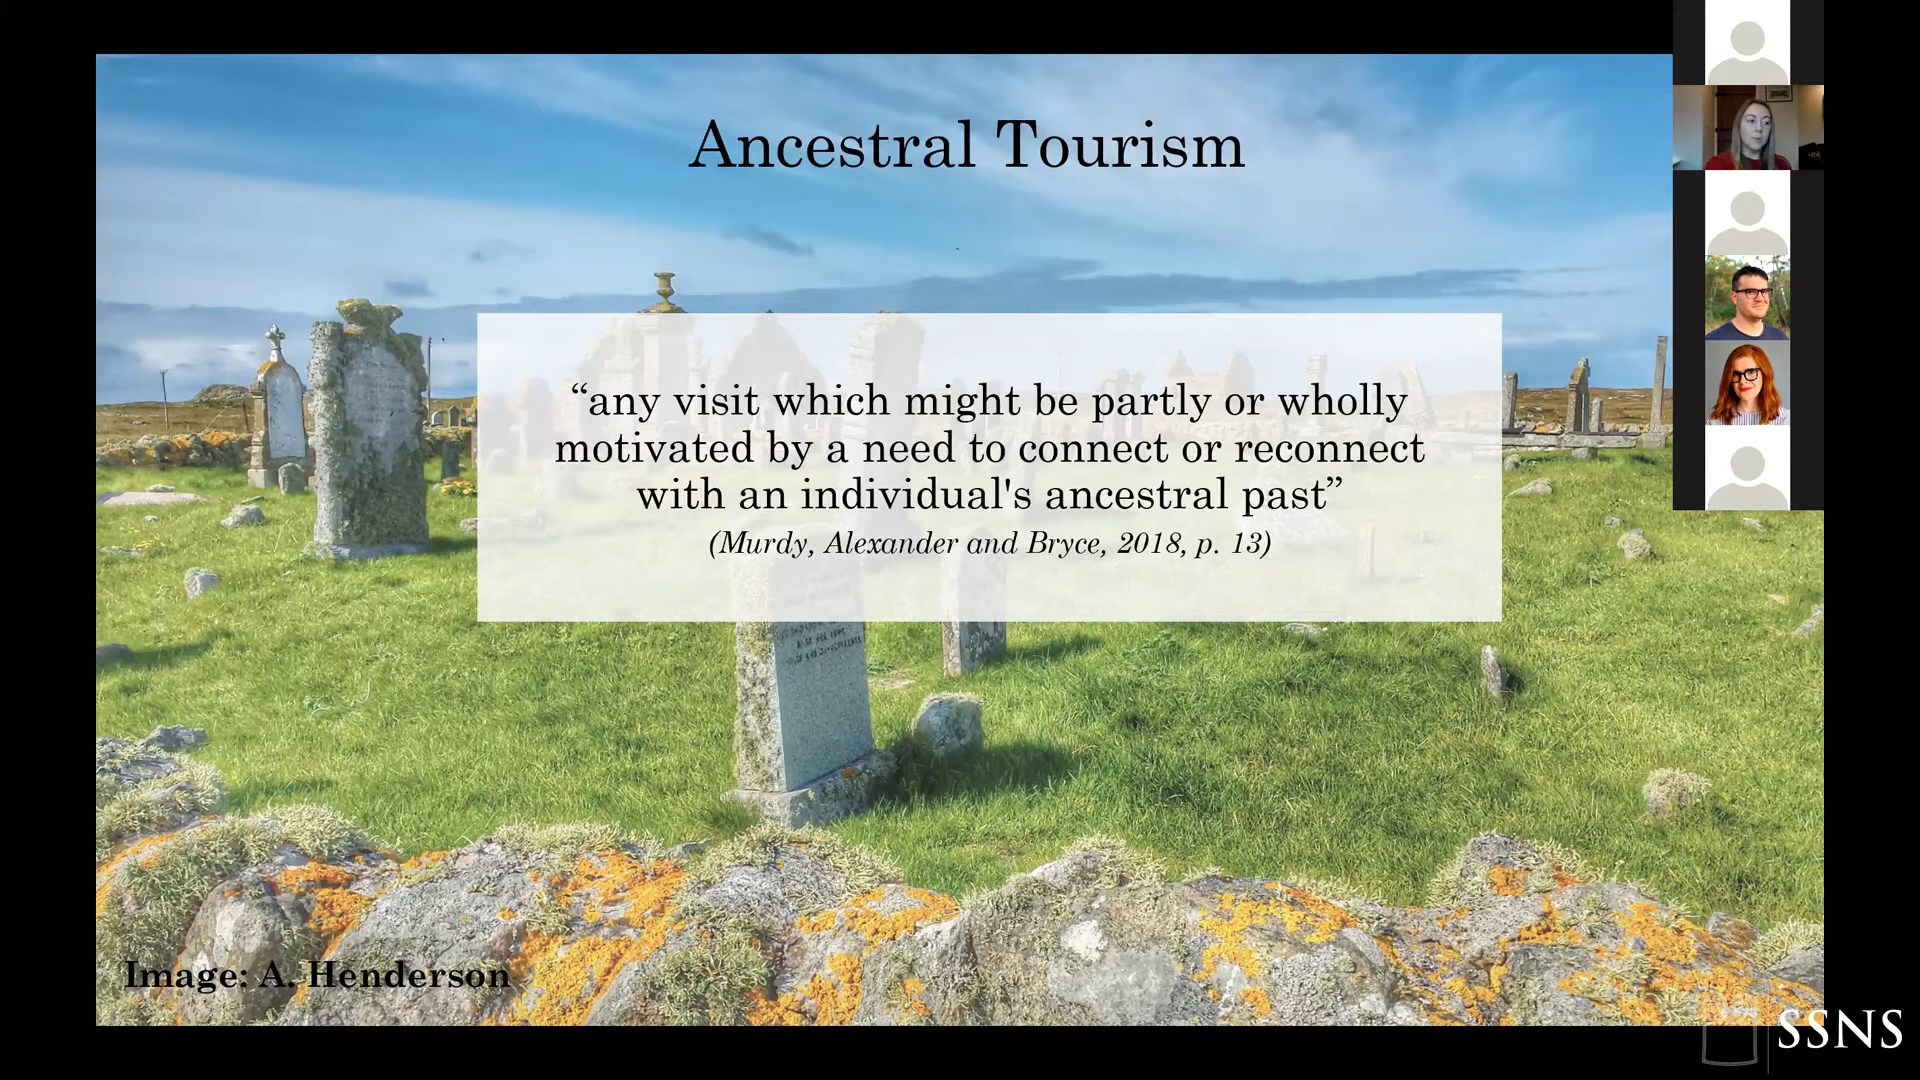 Ancestral Tourism
“any visit which might be partly or wholly
motivated by a need to connect or reconnect
with an individual's ancestral past”
(Murdy, Alexander and Bryce, 2018, p. 13)
Image: A. Henderson
SSNS